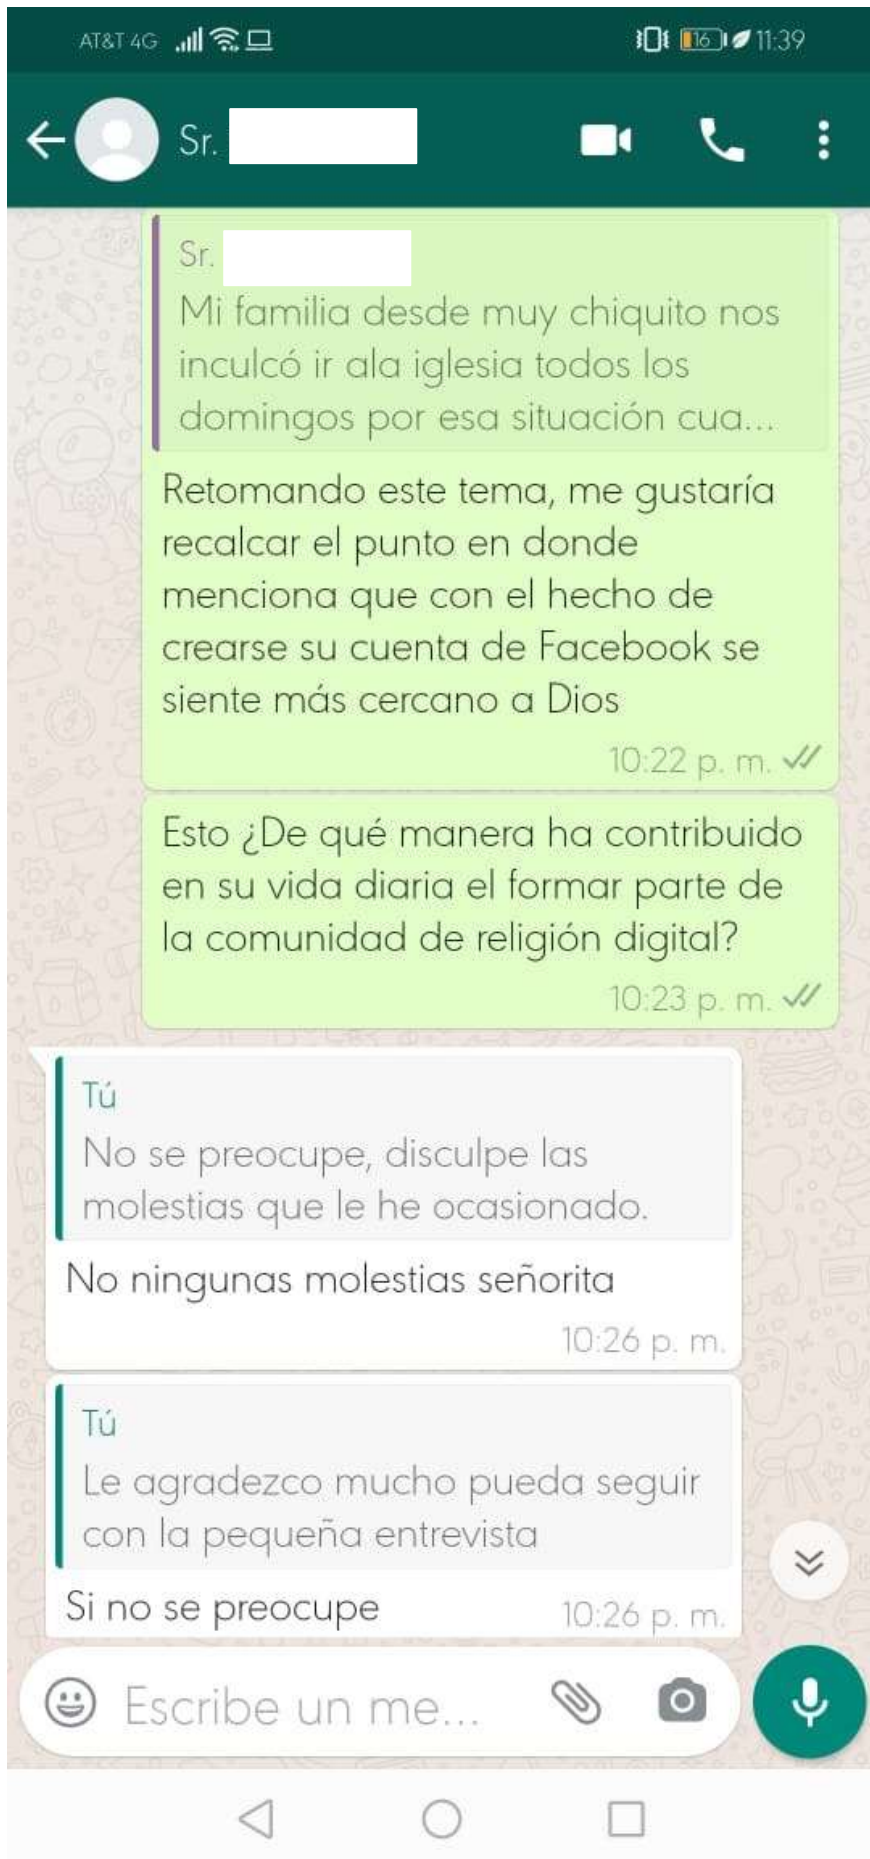 AT&T 4G 16 11:39
Sr.
Sr.
Mi familia desde muy chiquito nos
inculcó ir ala iglesia todos los
domingos por esa situación cua...
Retomando este tema, me gustaría
recalcar el punto en donde
menciona que con el hecho de
crearse su cuenta de Facebook se
siente más cercano a Dios
10:22 p. m.
Esto ¿De qué manera ha contribuido
en su vida diaria el formar parte de
la comunidad de religión digital?
10:23 p. m.
Tú
No se preocupe, disculpe las
molestias que le he ocasionado.
No ningunas molestias señorita
10:26 p. m.
Tú
Le agradezco mucho pueda seguir
con la pequeña entrevista
Si no se preocupe 10:26 p. m.
Escribe un me...